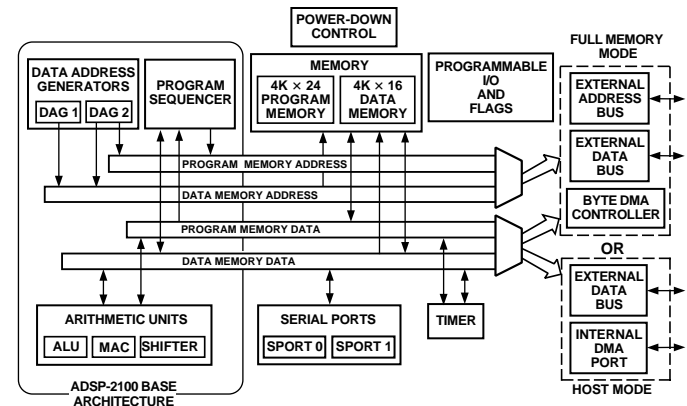 POWER-DOWN
CONTROL
FULL MEMORY
MODE
DATA ADDRESS
GENERATORS
DAG 1
DAG 2
PROGRAM
SEQUENCER
MEMORY
4K × 24
PROGRAM
MEMORY
4K × 16
DATA
MEMORY
PROGRAMMABLE
I/O
AND
FLAGS
EXTERNAL
ADDRESS
BUS
EXTERNAL
DATA
BUS
BYTE DMA
CONTROLLER
OR
EXTERNAL
DATA
BUS
INTERNAL
DMA
PORT
HOST MODE
PROGRAM MEMORY ADDRESS
DATA MEMORY ADDRESS
PROGRAM MEMORY DATA
DATA MEMORY DATA
ARITHMETIC UNITS
ALU
MAC
SHIFTER
SERIAL PORTS
SPORT 0
SPORT 1
TIMER
ADSP-2100 BASE
ARCHITECTURE